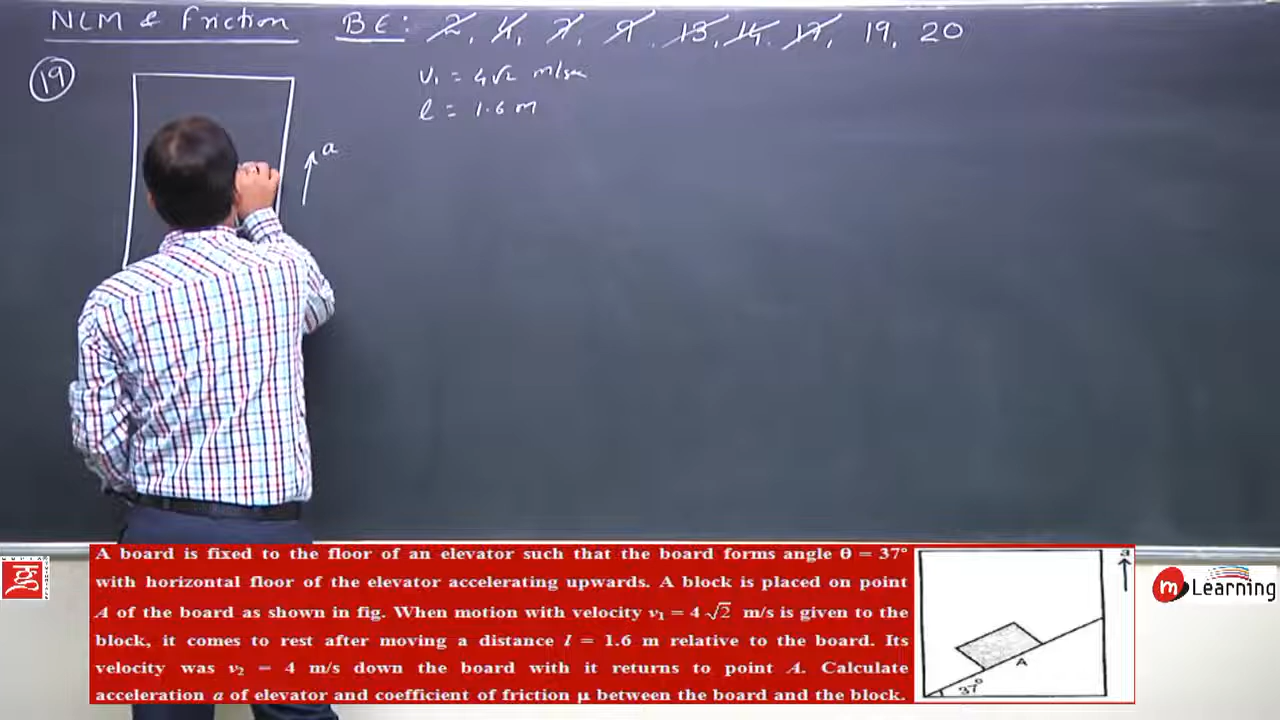 NLM & Friction BE: 2, 4, 7, 9, 13, 14, 17, 19, 20
19
v₁ = 4√2 m/sec
l = 1.6 m
a
A board is fixed to the floor of an elevator such that the board forms angle θ = 37°
with horizontal floor of the elevator accelerating upwards. A block is placed on point
A of the board as shown in fig. When motion with velocity v₁ = 4√2 m/s is given to the
block, it comes to rest after moving a distance l = 1.6 m relative to the board. Its
velocity was v₂ = 4 m/s down the board with it returns to point A. Calculate
acceleration a of elevator and coefficient of friction μ between the board and the block.
a
A
37°
m Learning